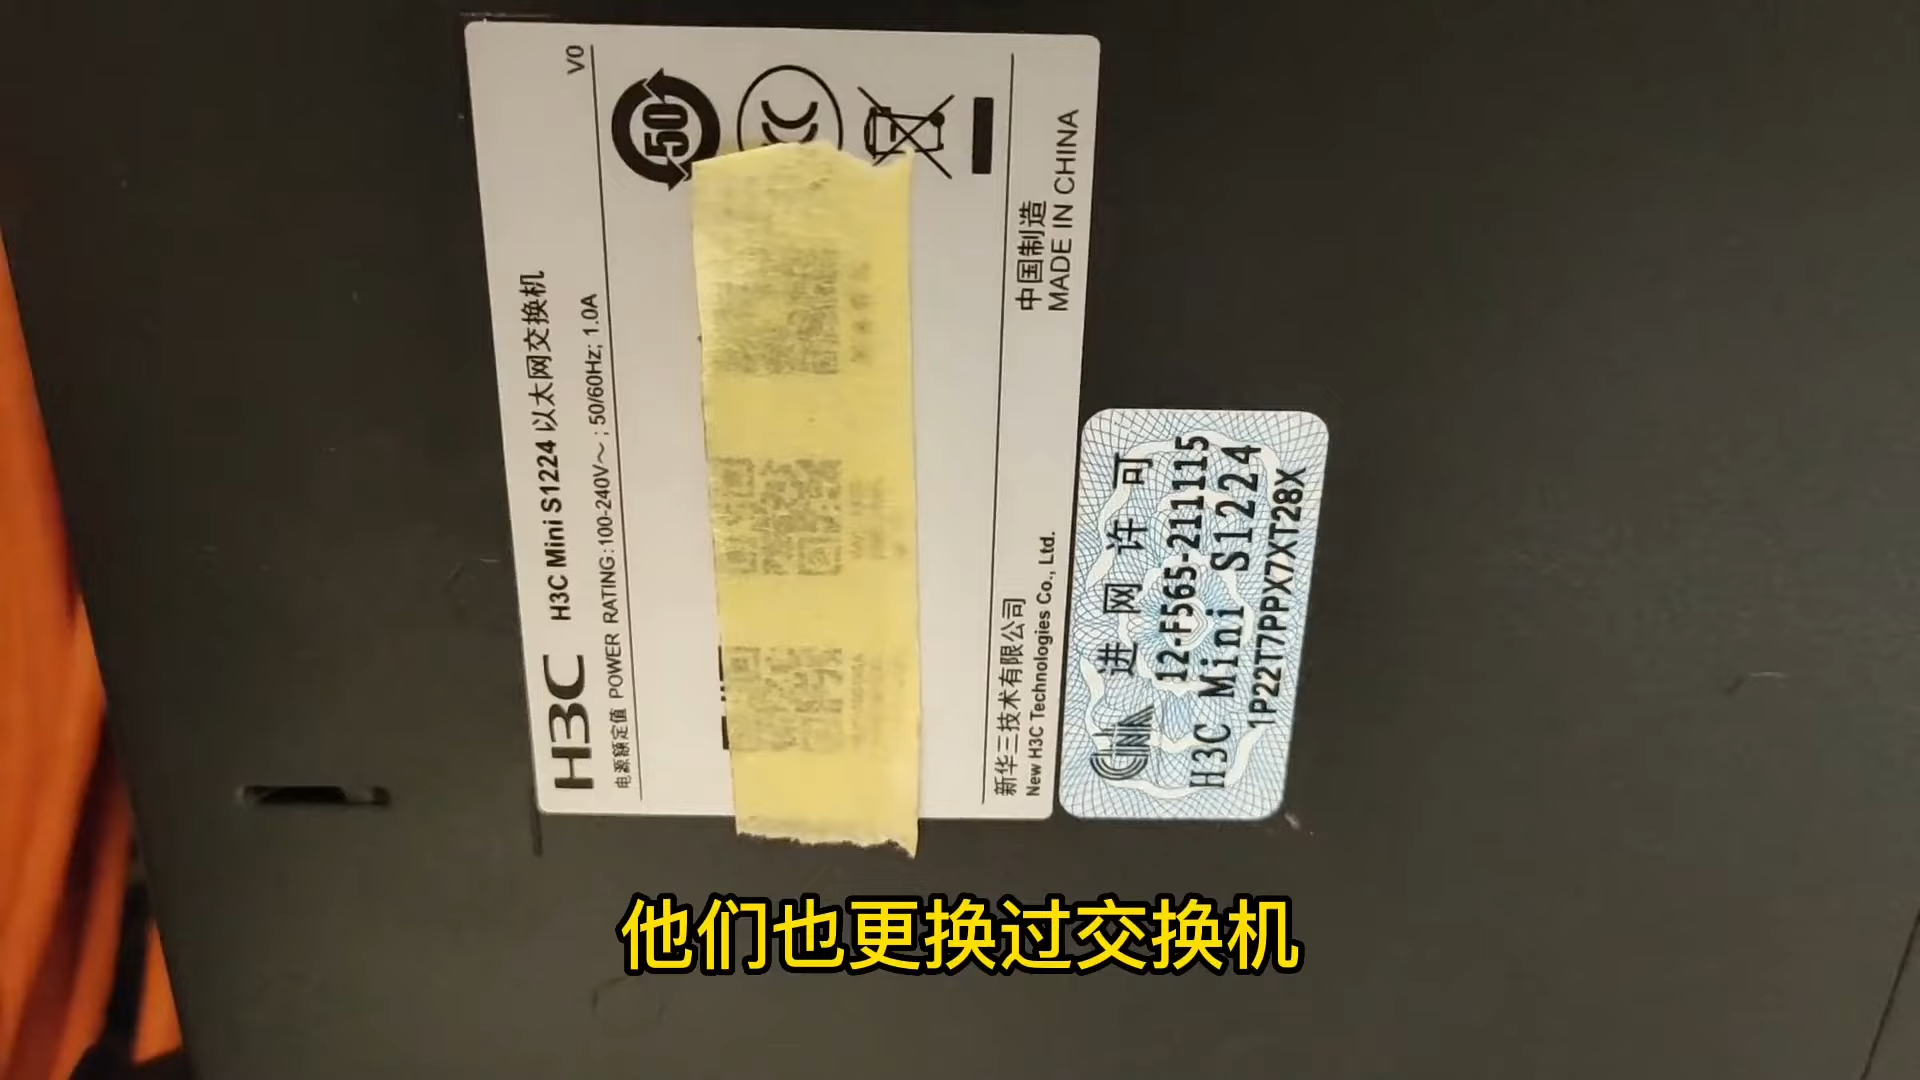 H3C H3C Mini S1224 以太网交换机 V0
电源额定值 POWER RATING:100-240V～; 50/60Hz; 1.0A
50
新华三技术有限公司 中国制造
New H3C Technologies Co., Ltd. MADE IN CHINA
进网许可
12-F565-211115
H3C Mini S1224
1P22T7PPX7XT28X
他们也更换过交换机